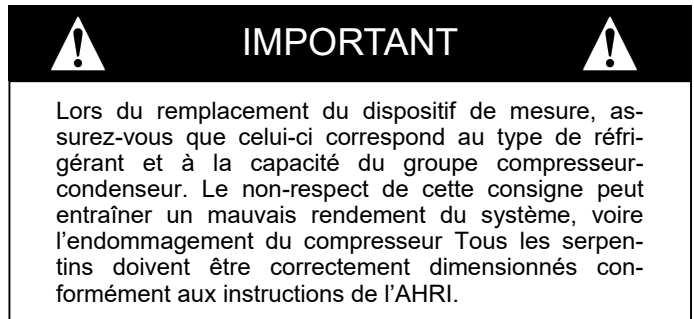 IMPORTANT
Lors du remplacement du dispositif de mesure, as-
surez-vous que celui-ci correspond au type de réfri-
gérant et à la capacité du groupe compresseur-
condenseur. Le non-respect de cette consigne peut
entraîner un mauvais rendement du système, voire
l’endommagement du compresseur Tous les serpen-
tins doivent être correctement dimensionnés con-
formément aux instructions de l’AHRI.